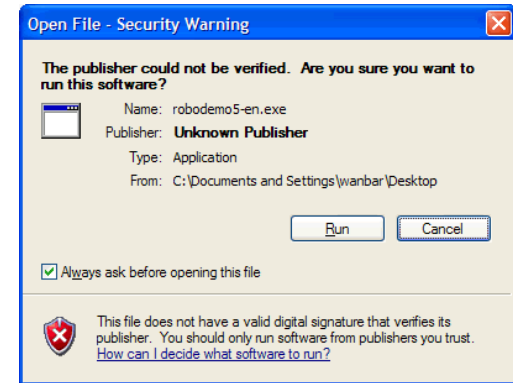 Open File - Security Warning
The publisher could not be verified. Are you sure you want to
run this software?
Name: robodemo5-en.exe
Publisher: Unknown Publisher
Type: Application
From: C:\Documents and Settings\wanbar\Desktop
Run Cancel
Always ask before opening this file
This file does not have a valid digital signature that verifies its
publisher. You should only run software from publishers you trust.
How can I decide what software to run?